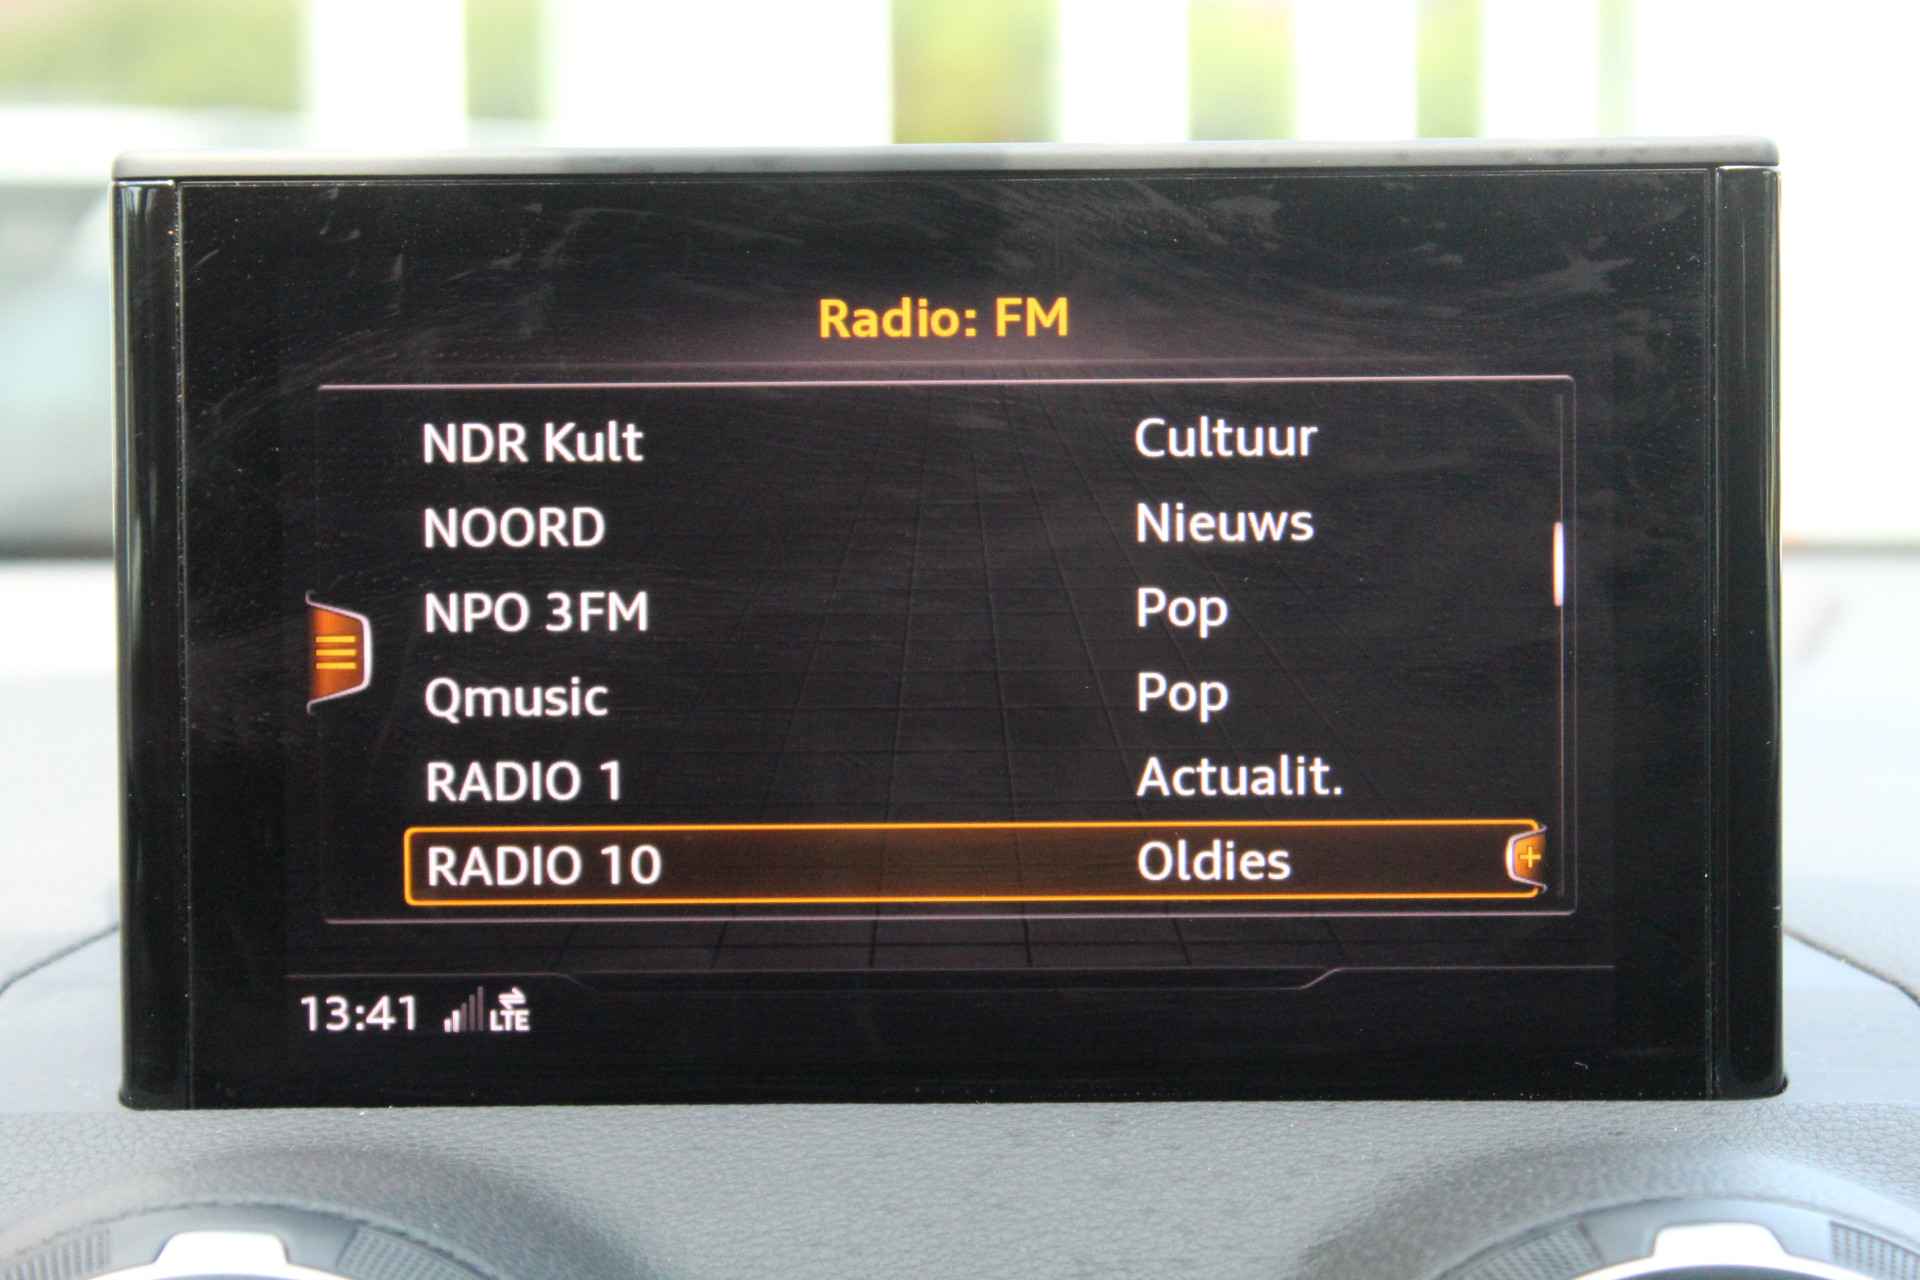 Radio: FM
NDR Kult Cultuur
NOORD Nieuws
NPO 3FM Pop
Qmusic Pop
RADIO 1 Actualit.
RADIO 10 Oldies
13:41 LTE